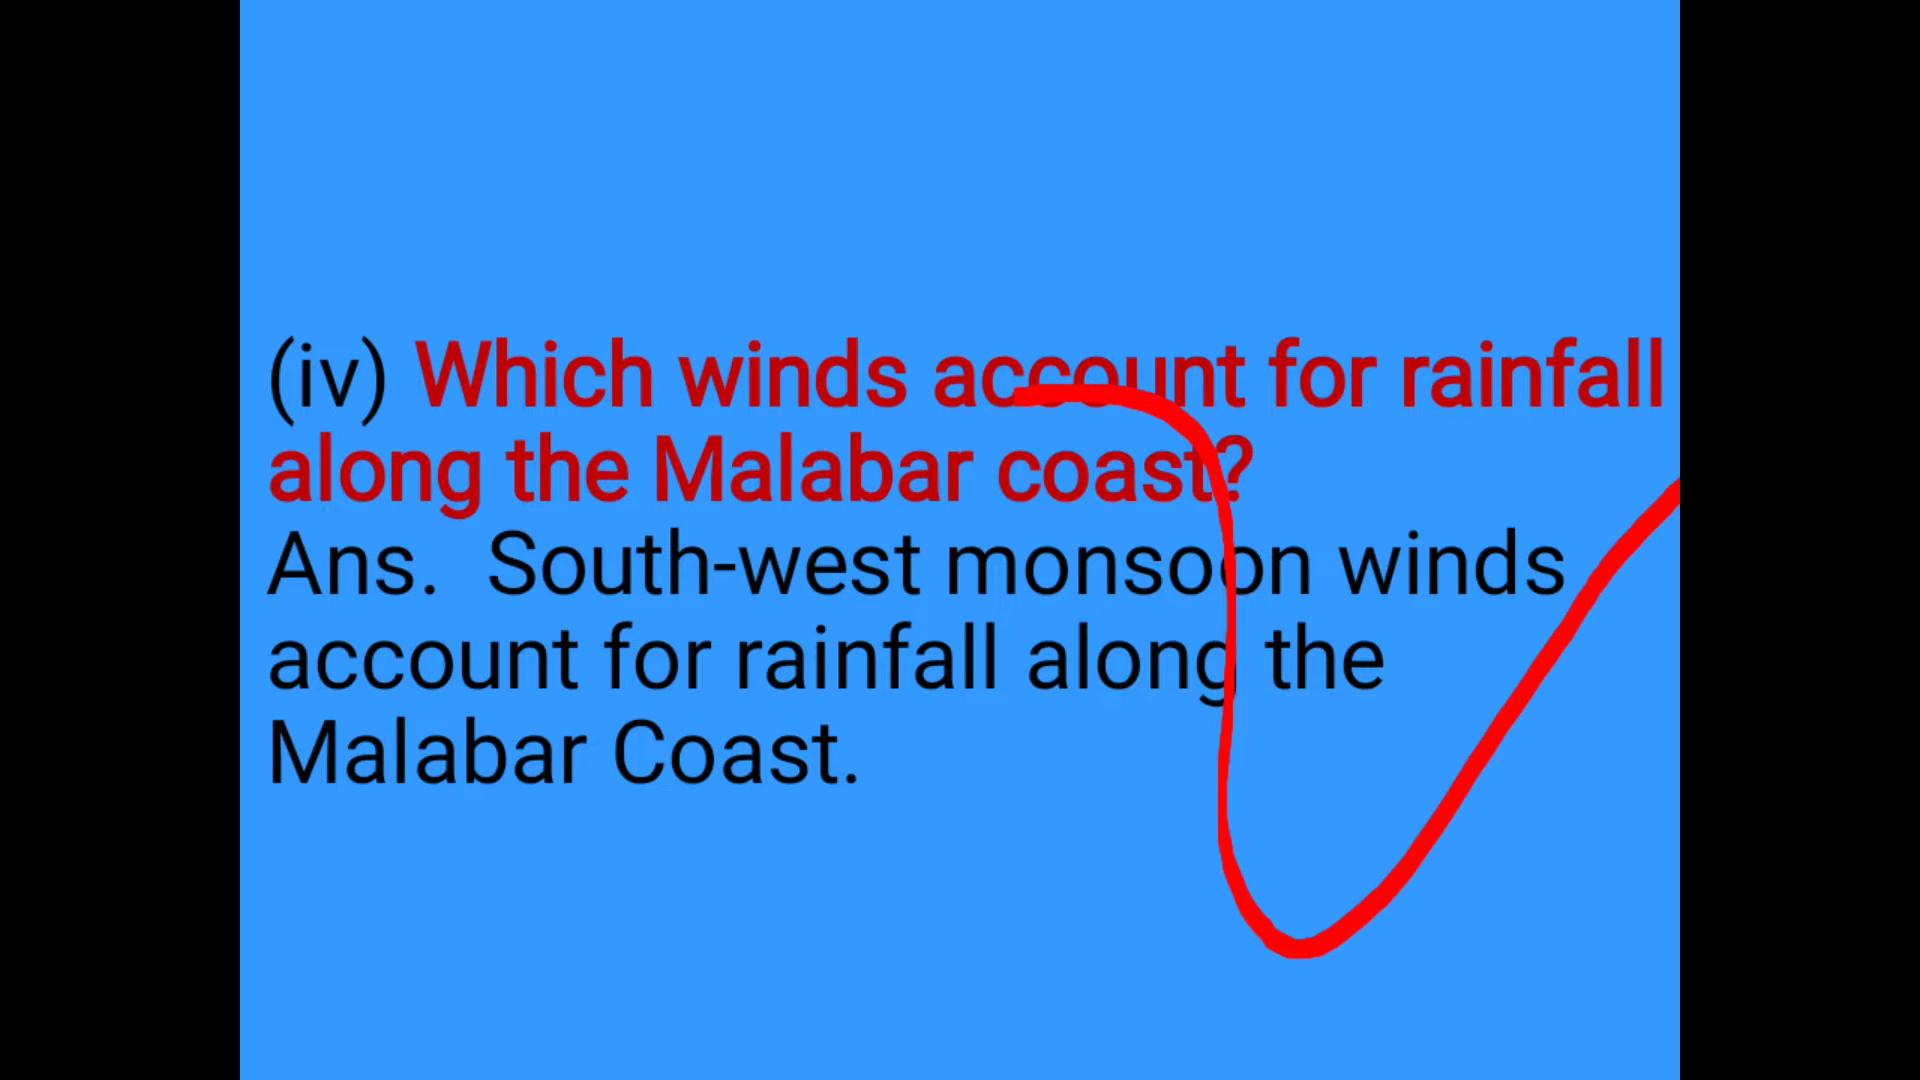 (iv) Which winds account for rainfall
along the Malabar coast?
Ans. South-west monsoon winds
account for rainfall along the
Malabar Coast.